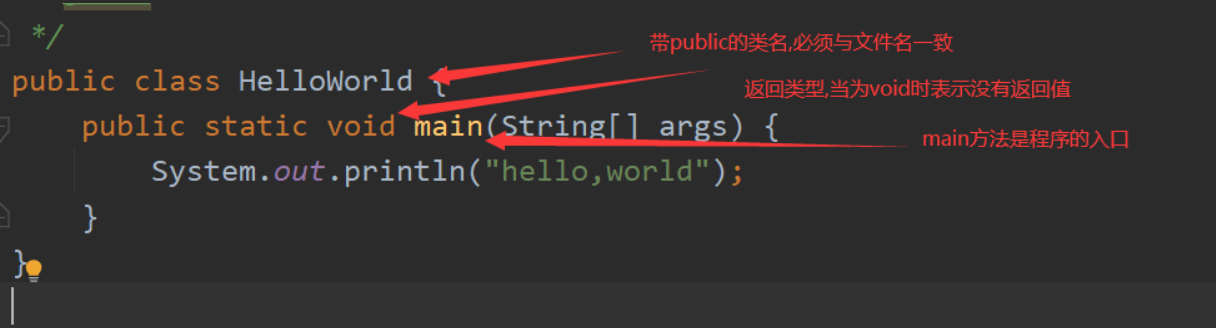 */
带public的类名,必须与文件名一致
public class HelloWorld {
返回类型,当为void时表示没有返回值
public static void main(String[] args) {
main方法是程序的入口
System.out.println("hello,world");
}
}